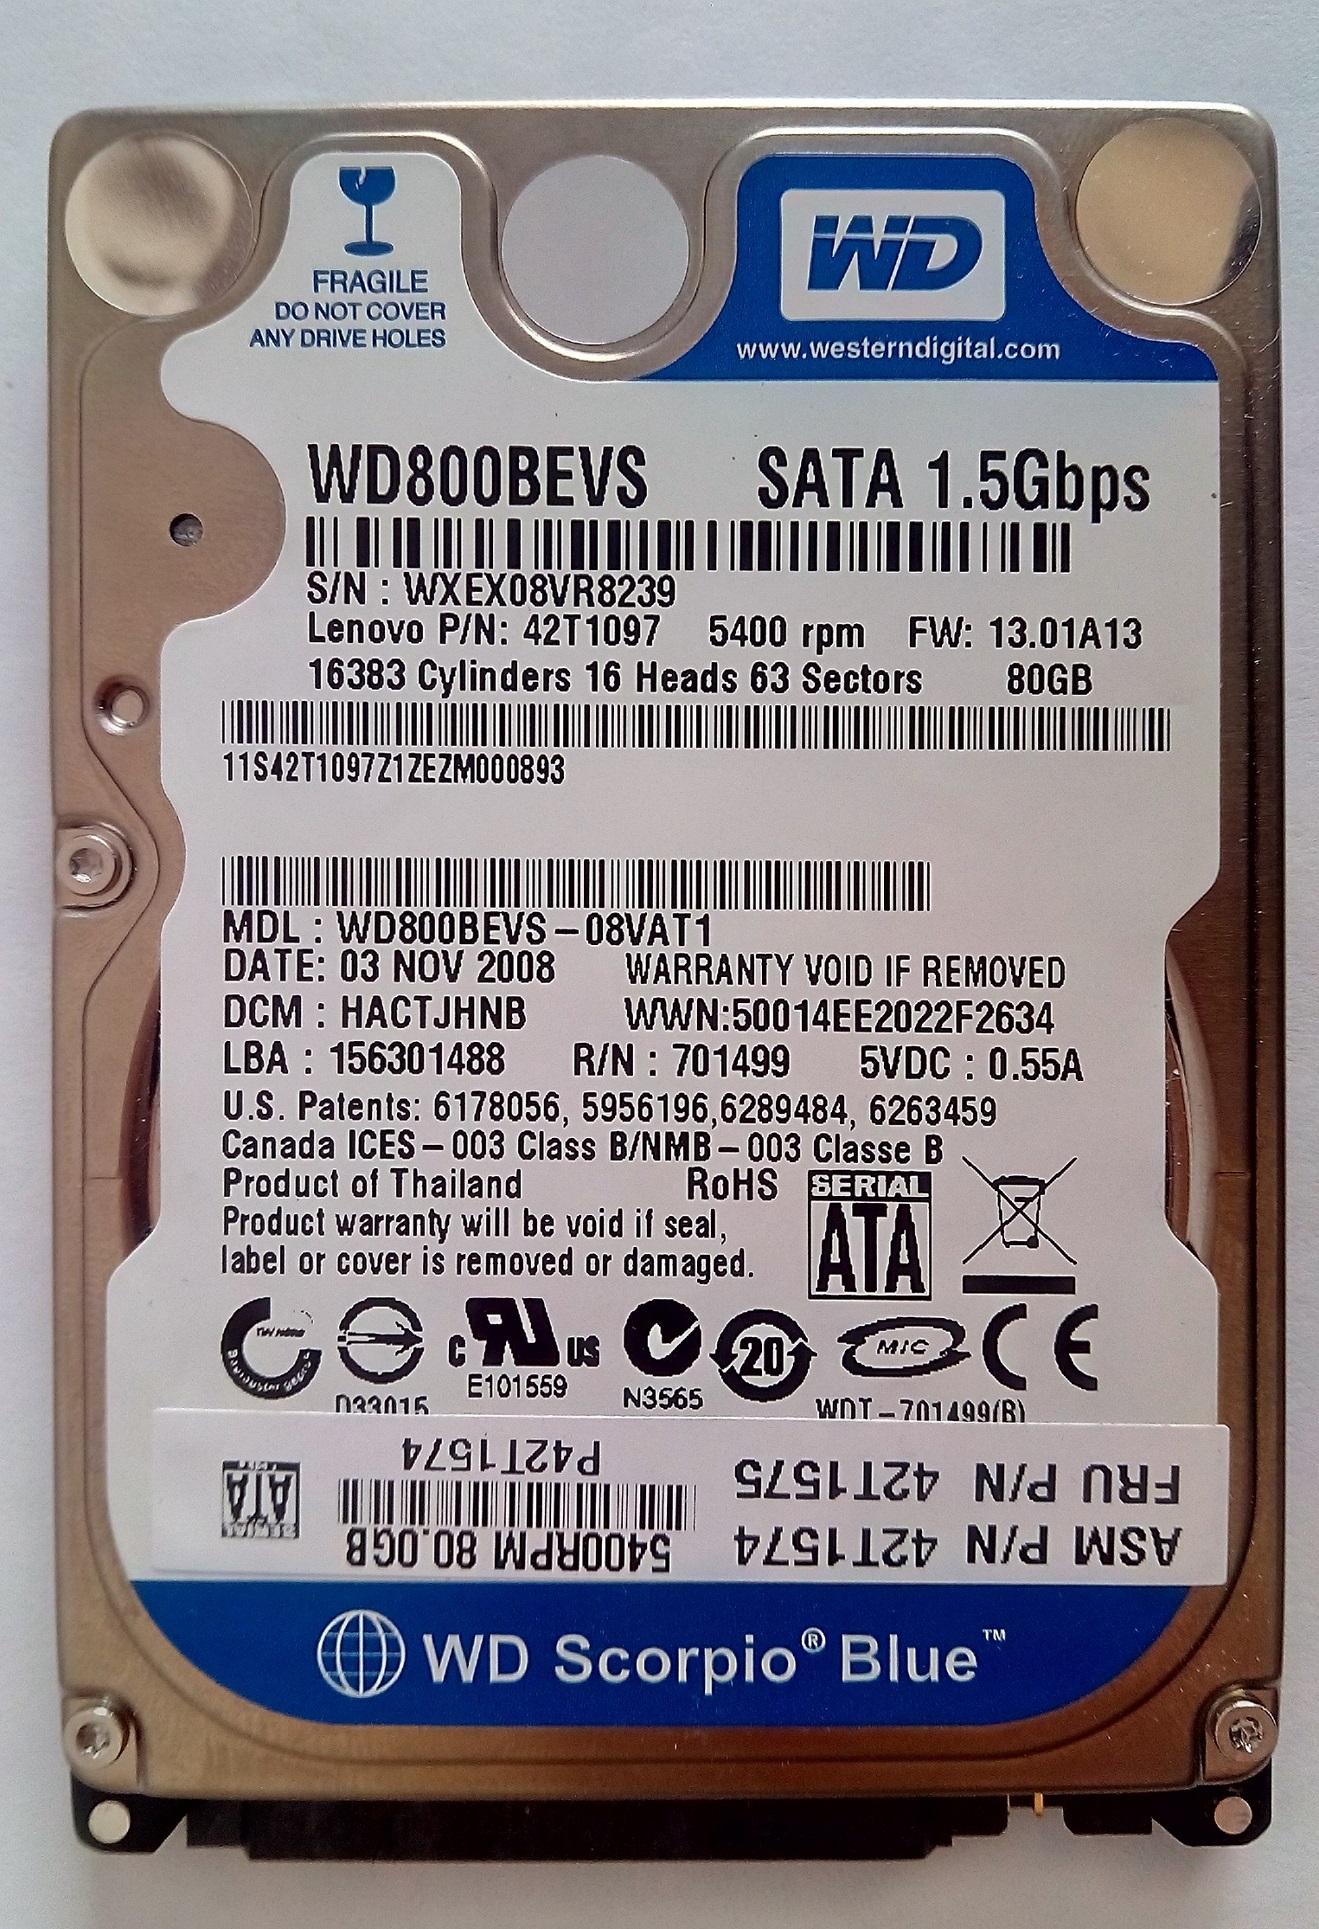 FRAGILE
DO NOT COVER
ANY DRIVE HOLES
WD
www.westerndigital.com
WD800BEVS SATA 1.5Gbps
S/N : WXEX08VR8239
Lenovo P/N: 42T1097 5400 rpm FW: 13.01A13
16383 Cylinders 16 Heads 63 Sectors 80GB
11S42T1097Z1ZEZM000893
MDL : WD800BEVS-08VAT1
DATE: 03 NOV 2008 WARRANTY VOID IF REMOVED
DCM : HACTJHNB WWN:50014EE2022F2634
LBA : 156301488 R/N : 701499 5VDC : 0.55A
U.S. Patents: 6178056, 5956196,6289484, 6263459
Canada ICES-003 Class B/NMB-003 Classe B
Product of Thailand RoHS SERIAL
Product warranty will be void if seal, ATA
label or cover is removed or damaged.
c RU US 20 MIC CE
D33015 E101559 N3565 WDT-701499(B)
ASM P/N 42T1574 5400RPM 80.0GB SERIAL
FRU P/N 42T1575 P42T1574 ATA
WD Scorpio® Blue™